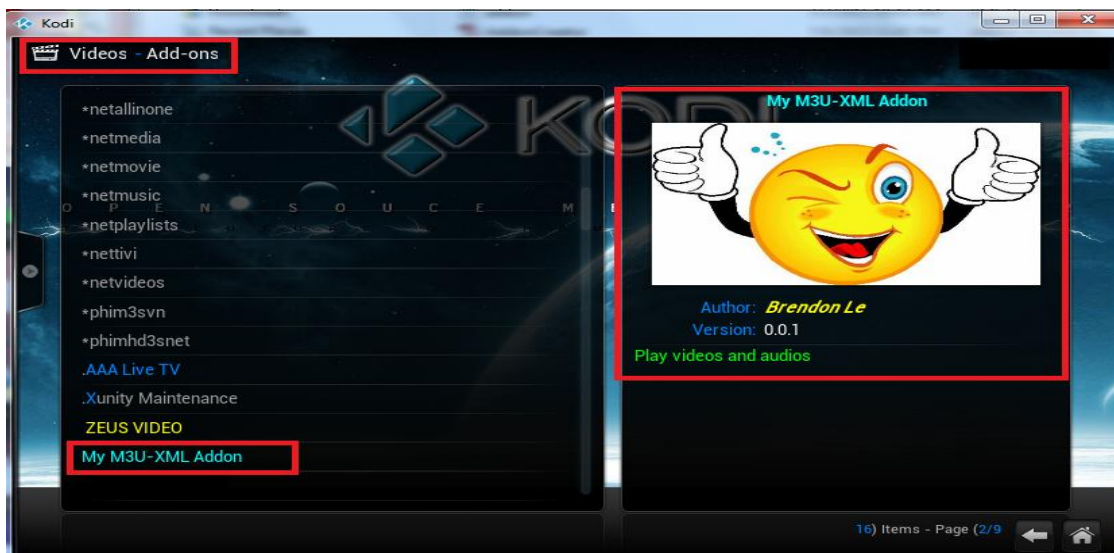 Kodi
Videos - Add-ons
*netallinone
*netmedia
*netmovie
*netmusic
*netplaylists
*nettivi
*netvideos
*phim3svn
*phimhd3snet
.AAA Live TV
.Xunity Maintenance
ZEUS VIDEO
My M3U-XML Addon
KODI
O P E N S O U C E M
My M3U-XML Addon
Author: Brendon Le
Version: 0.0.1
Play videos and audios
16) Items - Page (2/9